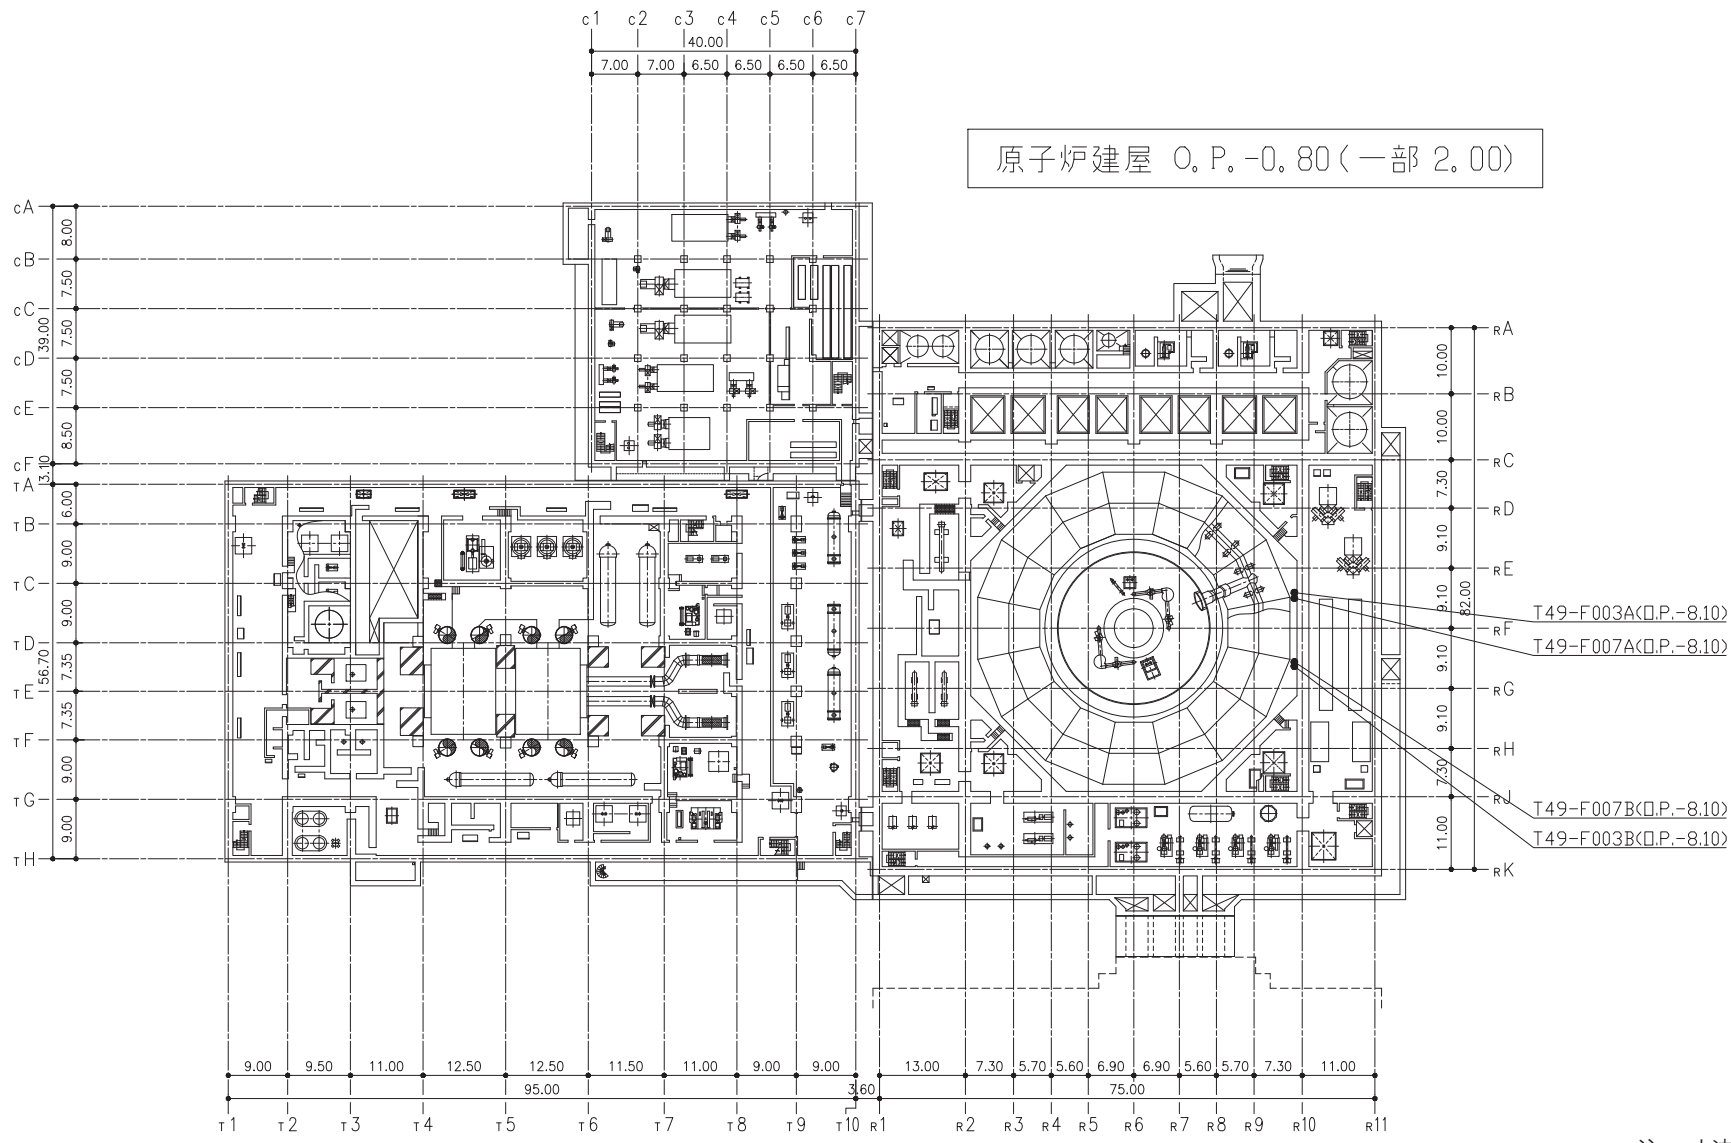 c1 c2 c3 c4 c5 c6 c7
40.00
7.00 7.00 6.50 6.50 6.50 6.50
原子炉建屋 O.P.-0.80(一部 2.00)
cA
8.00
cB
7.50
cC
39.00
7.50
cD
7.50
cE
8.50
cF
3.10
TA
6.00
TB
9.00
TC
9.00
TD
56.70
7.35
TE
7.35
TF
9.00
TG
9.00
TH
RA
10.00
RB
10.00
RC
7.30
RD
9.10
RE
9.10
82.00
RF
9.10
RG
9.10
RH
7.30
RJ
11.00
RK
T49-F003A(O.P.-8.10)
T49-F007A(O.P.-8.10)
T49-F007B(O.P.-8.10)
T49-F003B(O.P.-8.10)
9.00 9.50 11.00 12.50 12.50 11.50 11.00 9.00 9.00 13.00 7.30 5.70 5.60 6.90 6.90 5.60 5.70 7.30 11.00
95.00 3.60 75.00
T1 T2 T3 T4 T5 T6 T7 T8 T9 T10 R1 R2 R3 R4 R5 R6 R7 R8 R9 R10 R11